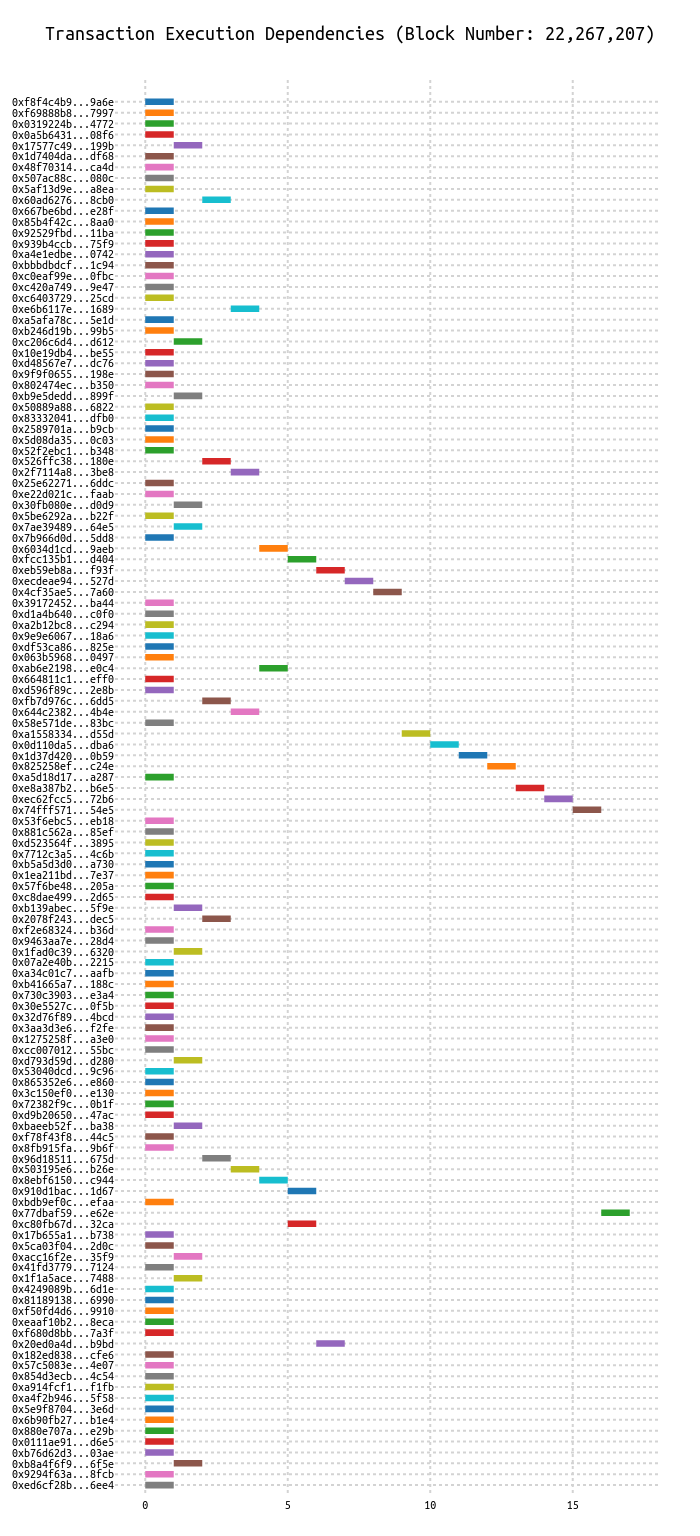 Transaction Execution Dependencies (Block Number: 22,267,207)
0xf8f4c4b9...9a6e
0xf69888b8...7997
0x0319224b...4772
0x0a5b6431...08f6
0x17577c49...199b
0x1d7404da...df68
0x48f70314...ca4d
0x507ac88c...080c
0x5af13d9e...a8ea
0x60ad6276...8cb0
0x667be6bd...e28f
0x85b4f42c...8aa0
0x92529fbd...11ba
0x939b4ccb...75f9
0xa4e1edbe...0742
0xbbbdbdcf...1c94
0xc0eaf99e...0fbc
0xc420a749...9e47
0xc6403729...25cd
0xe6b6117e...1689
0xa5afa78c...5e1d
0xb246d19b...99b5
0xc206c6d4...d612
0x10e19db4...be55
0xd48567e7...dc76
0x9f9f0655...198e
0x802474ec...b350
0xb9e5dedd...899f
0x50889a88...6822
0x83332041...dfb0
0x2589701a...b9cb
0x5d08da35...0c03
0x52f2ebc1...b348
0x526ffc38...180e
0x2f7114a8...3be8
0x25e62271...6ddc
0xe22d021c...faab
0x30fb080e...d0d9
0x5be6292a...b22f
0x7ae39489...64e5
0x7b966d0d...5dd8
0x6034d1cd...9aeb
0xfcc135b1...d404
0xeb59eb8a...f93f
0xecdeae94...527d
0x4cf35ae5...7a60
0x39172452...ba44
0xd1a4b640...c0f0
0xa2b12bc8...c294
0x9e9e6067...18a6
0xdf53ca86...825e
0x063b5968...0497
0xab6e2198...e0c4
0x664811c1...eff0
0xd596f89c...2e8b
0xfb7d976c...6dd5
0x644c2382...4b4e
0x58e571de...83bc
0xa1558334...d55d
0x0d110da5...dba6
0x1d37d420...0b59
0x825258ef...c24e
0xa5d18d17...a287
0xe8a387b2...b6e5
0xec62fcc5...72b6
0x74fff571...54e5
0x53f6ebc5...eb18
0x881c562a...85ef
0xd523564f...3895
0x7712c3a5...4c6b
0xb5a5d3d0...a730
0x1ea211bd...7e37
0x57f6be48...205a
0xc8dae499...2d65
0xb139abec...5f9e
0x2078f243...dec5
0xf2e68324...b36d
0x9463aa7e...28d4
0x1fad0c39...6320
0x07a2e40b...2215
0xa34c01c7...aafb
0xb41665a7...188c
0x730c3903...e3a4
0x30e5527c...0f5b
0x32d76f89...4bcd
0x3aa3d3e6...f2fe
0x1275258f...a3e0
0xcc007012...55bc
0xd793d59d...d280
0x53040dcd...9c96
0x865352e6...e860
0x3c150ef0...e130
0x72382f9c...0b1f
0xd9b20650...47ac
0xbaeeb52f...ba38
0xf78f43f8...44c5
0x8fb915fa...9b6f
0x96d18511...675d
0x503195e6...b26e
0x8ebf6150...c944
0x910d1bac...1d67
0xbdb9ef0c...efaa
0x77dbaf59...e62e
0xc80fb67d...32ca
0x17b655a1...b738
0x5ca03f04...2d0c
0xacc16f2e...35f9
0x41fd3779...7124
0x1f1a5ace...7488
0x4249089b...6d1e
0x81189138...6990
0xf50fd4d6...9910
0xeaaf10b2...8eca
0xf680d8bb...7a3f
0x20ed0a4d...b9bd
0x182ed838...cfe6
0x57c5083e...4e07
0x854d3ecb...4c54
0xa914fcf1...f1fb
0xa4f2b946...5f58
0x5e9f8704...3e6d
0x6b90fb27...b1e4
0x880e707a...e29b
0x0111ae91...d6e5
0xb76d62d3...03ae
0xb8a4f6f9...6f5e
0x9294f63a...8fcb
0xed6cf28b...6ee4
0 5 10 15